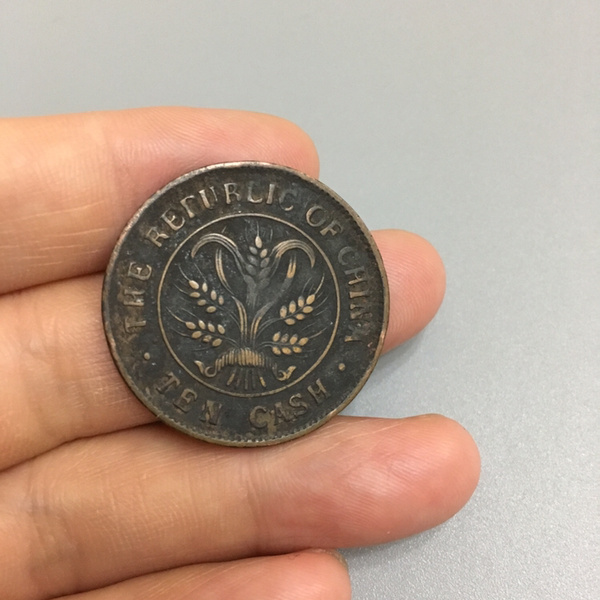 THE REPUBLIC OF CHINA
TEN CASH